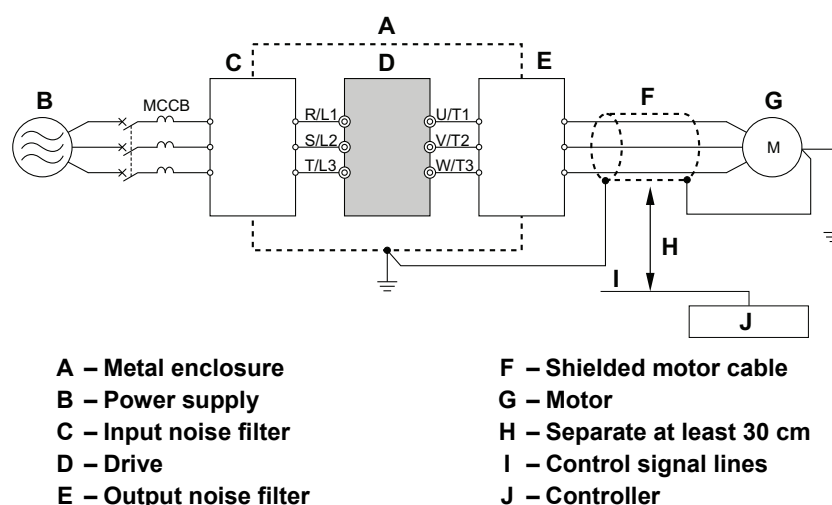 A
C
D
E
B
MCCB
R/L1
S/L2
T/L3
U/T1
V/T2
W/T3
F
G
M
H
I
J
A – Metal enclosure
B – Power supply
C – Input noise filter
D – Drive
E – Output noise filter
F – Shielded motor cable
G – Motor
H – Separate at least 30 cm
I – Control signal lines
J – Controller